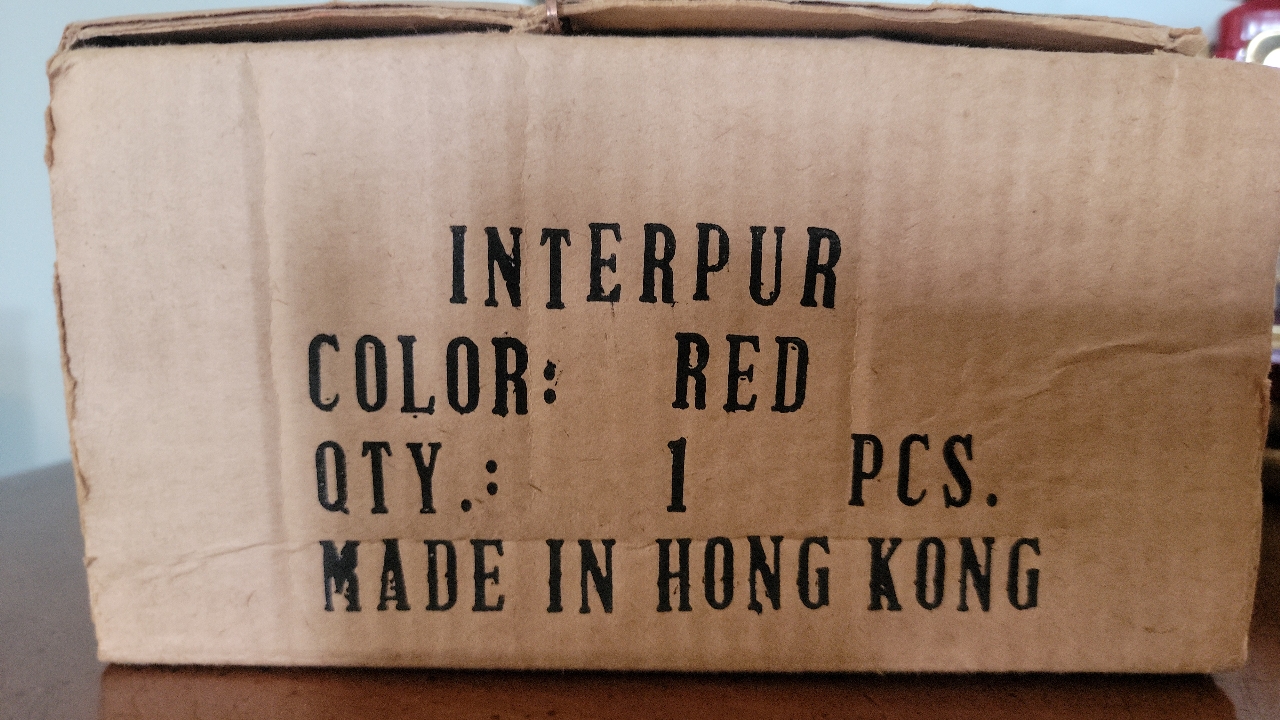 INTERPUR
COLOR: RED
QTY.: 1 PCS.
MADE IN HONG KONG